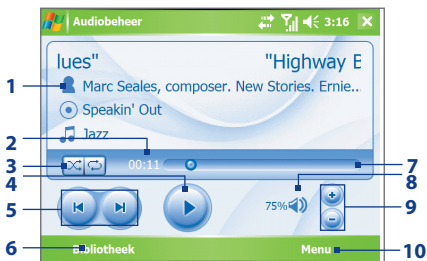 Audiobeheer 3:16
lues" "Highway E
1 Marc Seales, composer. New Stories. Ernie...
Speakin' Out
2 Jazz
3 00:11 7
4 8
5 75% 9
6 Bibliotheek Menu 10